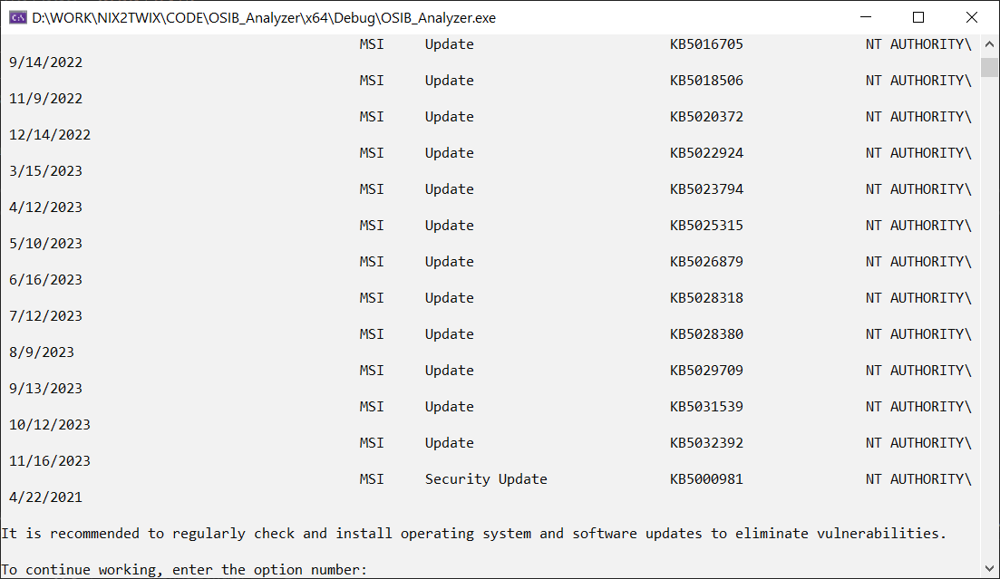 D:\WORK\NIX2TWIX\CODE\OSIB_Analyzer\x64\Debug\OSIB_Analyzer.exe
MSI Update KB5016705 NT AUTHORITY\
9/14/2022
MSI Update KB5018506 NT AUTHORITY\
11/9/2022
MSI Update KB5020372 NT AUTHORITY\
12/14/2022
MSI Update KB5022924 NT AUTHORITY\
3/15/2023
MSI Update KB5023794 NT AUTHORITY\
4/12/2023
MSI Update KB5025315 NT AUTHORITY\
5/10/2023
MSI Update KB5026879 NT AUTHORITY\
6/16/2023
MSI Update KB5028318 NT AUTHORITY\
7/12/2023
MSI Update KB5028380 NT AUTHORITY\
8/9/2023
MSI Update KB5029709 NT AUTHORITY\
9/13/2023
MSI Update KB5031539 NT AUTHORITY\
10/12/2023
MSI Update KB5032392 NT AUTHORITY\
11/16/2023
MSI Security Update KB5000981 NT AUTHORITY\
4/22/2021
It is recommended to regularly check and install operating system and software updates to eliminate vulnerabilities.
To continue working, enter the option number: